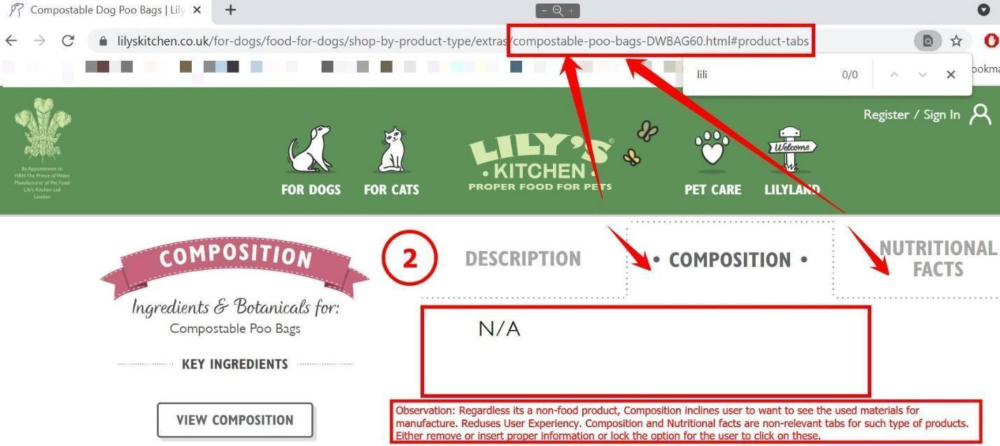 Compostable Dog Poo Bags | Lily
lilyskitchen.co.uk/for-dogs/food-for-dogs/shop-by-product-type/extras/compostable-poo-bags-DWBAG60.html#product-tabs
lili 0/0
ookma
Register / Sign In
By Appointment to
HRH The Prince of Wales
Manufacturer of Pet Food
Lily's Kitchen Ltd
London
FOR DOGS
FOR CATS
LILY'S®
• KITCHEN •
PROPER FOOD FOR PETS
PET CARE
Welcome
LILYLAND
COMPOSITION
Ingredients & Botanicals for:
Compostable Poo Bags
KEY INGREDIENTS
VIEW COMPOSITION
2
DESCRIPTION
• COMPOSITION •
NUTRITIONAL
FACTS
N/A
Observation: Regardless its a non-food product, Composition inclines user to want to see the used materials for
manufacture. Reduses User Experiency. Composition and Nutritional facts are non-relevant tabs for such type of products.
Either remove or insert proper information or lock the option for the user to click on these.